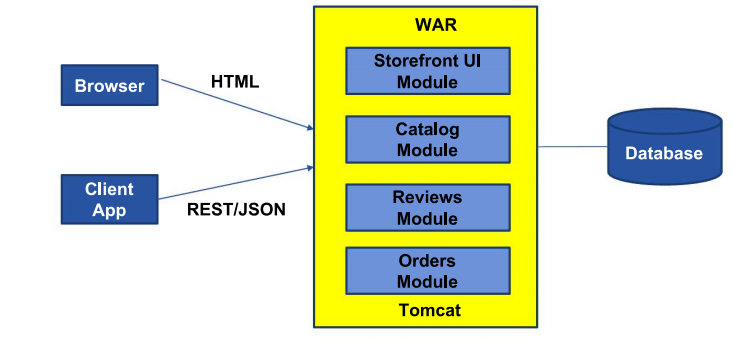 WAR
Storefront UI
Module
Browser
HTML
Catalog
Module
Database
Client
App
REST/JSON
Reviews
Module
Orders
Module
Tomcat